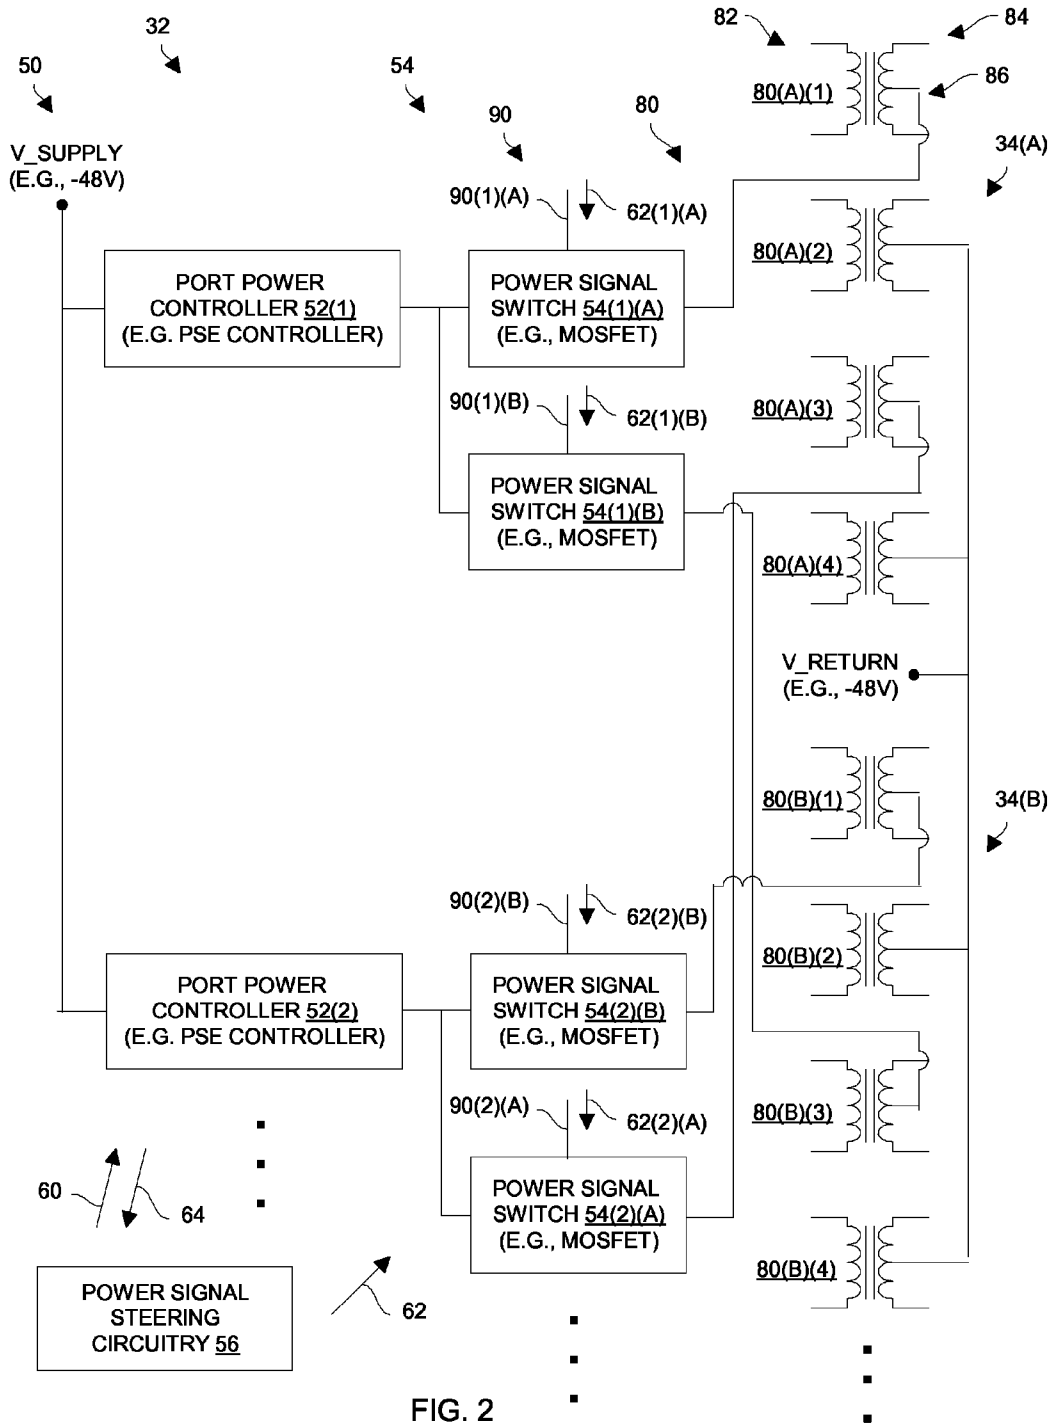 82
84
32
50
54
86
80(A)(1)
90
80
V_SUPPLY
(E.G., -48V)
34(A)
90(1)(A)
62(1)(A)
80(A)(2)
PORT POWER
CONTROLLER 52(1)
(E.G. PSE CONTROLLER)
POWER SIGNAL
SWITCH 54(1)(A)
(E.G., MOSFET)
90(1)(B)
62(1)(B)
80(A)(3)
POWER SIGNAL
SWITCH 54(1)(B)
(E.G., MOSFET)
80(A)(4)
V_RETURN
(E.G., -48V)
80(B)(1)
34(B)
90(2)(B)
62(2)(B)
80(B)(2)
PORT POWER
CONTROLLER 52(2)
(E.G. PSE CONTROLLER)
POWER SIGNAL
SWITCH 54(2)(B)
(E.G., MOSFET)
90(2)(A)
62(2)(A)
80(B)(3)
60
64
POWER SIGNAL
SWITCH 54(2)(A)
(E.G., MOSFET)
80(B)(4)
POWER SIGNAL
STEERING
CIRCUITRY 56
62
FIG. 2